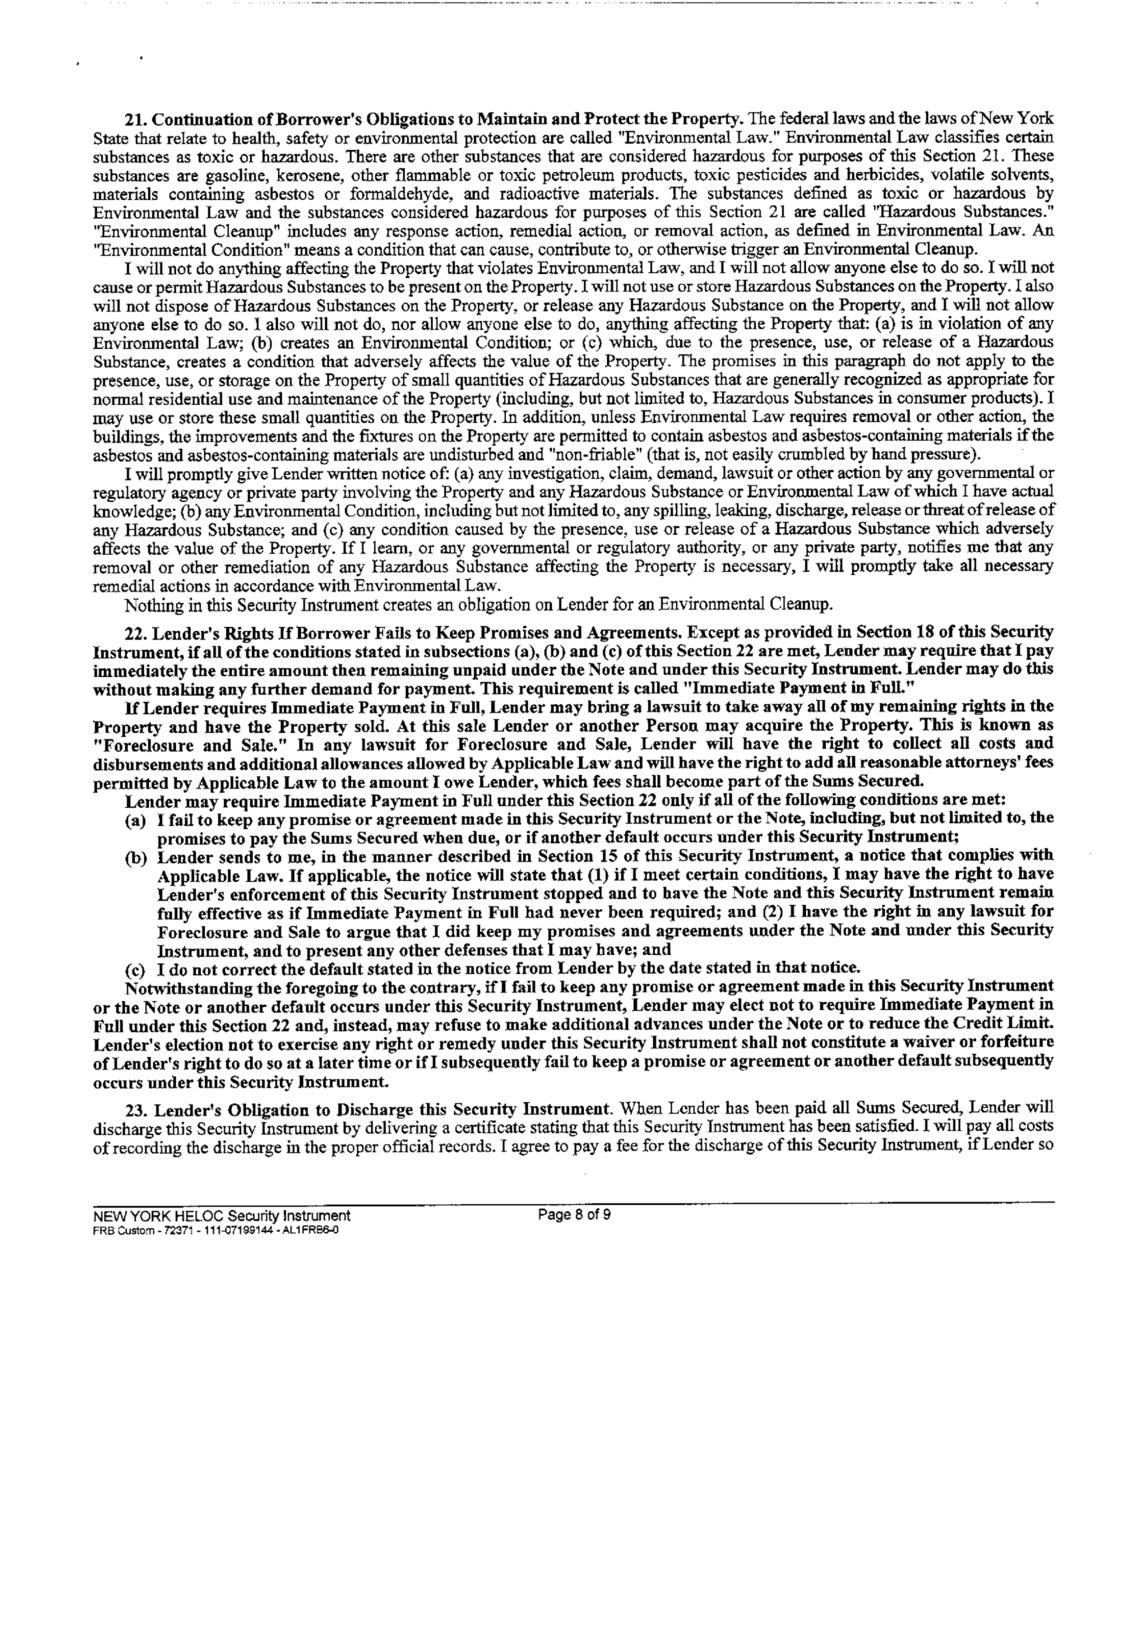 21. Continuation of Borrower's Obligations to Maintain and Protect the Property. The federal laws and the laws of New York
State that relate to health, safety or environmental protection are called "Environmental Law." Environmental Law classifies certain
substances as toxic or hazardous. There are other substances that are considered hazardous for purposes of this Section 21. These
substances are gasoline, kerosene, other flammable or toxic petroleum products, toxic pesticides and herbicides, volatile solvents,
materials containing asbestos or formaldehyde, and radioactive materials. The substances defined as toxic or hazardous by
Environmental Law and the substances considered hazardous for purposes of this Section 21 are called "Hazardous Substances."
"Environmental Cleanup" includes any response action, remedial action, or removal action, as defined in Environmental Law. An
"Environmental Condition" means a condition that can cause, contribute to, or otherwise trigger an Environmental Cleanup.
I will not do anything affecting the Property that violates Environmental Law, and I will not allow anyone else to do so. I will not
cause or permit Hazardous Substances to be present on the Property. I will not use or store Hazardous Substances on the Property. I also
will not dispose of Hazardous Substances on the Property, or release any Hazardous Substance on the Property, and I will not allow
anyone else to do so. I also will not do, nor allow anyone else to do, anything affecting the Property that: (a) is in violation of any
Environmental Law; (b) creates an Environmental Condition; or (c) which, due to the presence, use, or release of a Hazardous
Substance, creates a condition that adversely affects the value of the Property. The promises in this paragraph do not apply to the
presence, use, or storage on the Property of small quantities of Hazardous Substances that are generally recognized as appropriate for
normal residential use and maintenance of the Property (including, but not limited to, Hazardous Substances in consumer products). I
may use or store these small quantities on the Property. In addition, unless Environmental Law requires removal or other action, the
buildings, the improvements and the fixtures on the Property are permitted to contain asbestos and asbestos-containing materials if the
asbestos and asbestos-containing materials are undisturbed and "non-friable" (that is, not easily crumbled by hand pressure).
I will promptly give Lender written notice of: (a) any investigation, claim, demand, lawsuit or other action by any governmental or
regulatory agency or private party involving the Property and any Hazardous Substance or Environmental Law of which I have actual
knowledge; (b) any Environmental Condition, including but not limited to, any spilling, leaking, discharge, release or threat of release of
any Hazardous Substance; and (c) any condition caused by the presence, use or release of a Hazardous Substance which adversely
affects the value of the Property. If I learn, or any governmental or regulatory authority, or any private party, notifies me that any
removal or other remediation of any Hazardous Substance affecting the Property is necessary, I will promptly take all necessary
remedial actions in accordance with Environmental Law.
Nothing in this Security Instrument creates an obligation on Lender for an Environmental Cleanup.
22. Lender's Rights If Borrower Fails to Keep Promises and Agreements. Except as provided in Section 18 of this Security
Instrument, if all of the conditions stated in subsections (a), (b) and (c) of this Section 22 are met, Lender may require that I pay
immediately the entire amount then remaining unpaid under the Note and under this Security Instrument. Lender may do this
without making any further demand for payment. This requirement is called "Immediate Payment in Full."
If Lender requires Immediate Payment in Full, Lender may bring a lawsuit to take away all of my remaining rights in the
Property and have the Property sold. At this sale Lender or another Person may acquire the Property. This is known as
"Foreclosure and Sale." In any lawsuit for Foreclosure and Sale, Lender will have the right to collect all costs and
disbursements and additional allowances allowed by Applicable Law and will have the right to add all reasonable attorneys' fees
permitted by Applicable Law to the amount I owe Lender, which fees shall become part of the Sums Secured.
Lender may require Immediate Payment in Full under this Section 22 only if all of the following conditions are met:
(a) I fail to keep any promise or agreement made in this Security Instrument or the Note, including, but not limited to, the
promises to pay the Sums Secured when due, or if another default occurs under this Security Instrument;
(b) Lender sends to me, in the manner described in Section 15 of this Security Instrument, a notice that complies with
Applicable Law. If applicable, the notice will state that (1) if I meet certain conditions, I may have the right to have
Lender's enforcement of this Security Instrument stopped and to have the Note and this Security Instrument remain
fully effective as if Immediate Payment in Full had never been required; and (2) I have the right in any lawsuit for
Foreclosure and Sale to argue that I did keep my promises and agreements under the Note and under this Security
Instrument, and to present any other defenses that I may have; and
(c) I do not correct the default stated in the notice from Lender by the date stated in that notice.
Notwithstanding the foregoing to the contrary, if I fail to keep any promise or agreement made in this Security Instrument
or the Note or another default occurs under this Security Instrument, Lender may elect not to require Immediate Payment in
Full under this Section 22 and, instead, may refuse to make additional advances under the Note or to reduce the Credit Limit.
Lender's election not to exercise any right or remedy under this Security Instrument shall not constitute a waiver or forfeiture
of Lender's right to do so at a later time or if I subsequently fail to keep a promise or agreement or another default subsequently
occurs under this Security Instrument.
23. Lender's Obligation to Discharge this Security Instrument. When Lender has been paid all Sums Secured, Lender will
discharge this Security Instrument by delivering a certificate stating that this Security Instrument has been satisfied. I will pay all costs
of recording the discharge in the proper official records. I agree to pay a fee for the discharge of this Security Instrument, if Lender so
NEW YORK HELOC Security Instrument Page 8 of 9
FRB Custom - 72371 - 111-07199144 - AL1FRB6-0